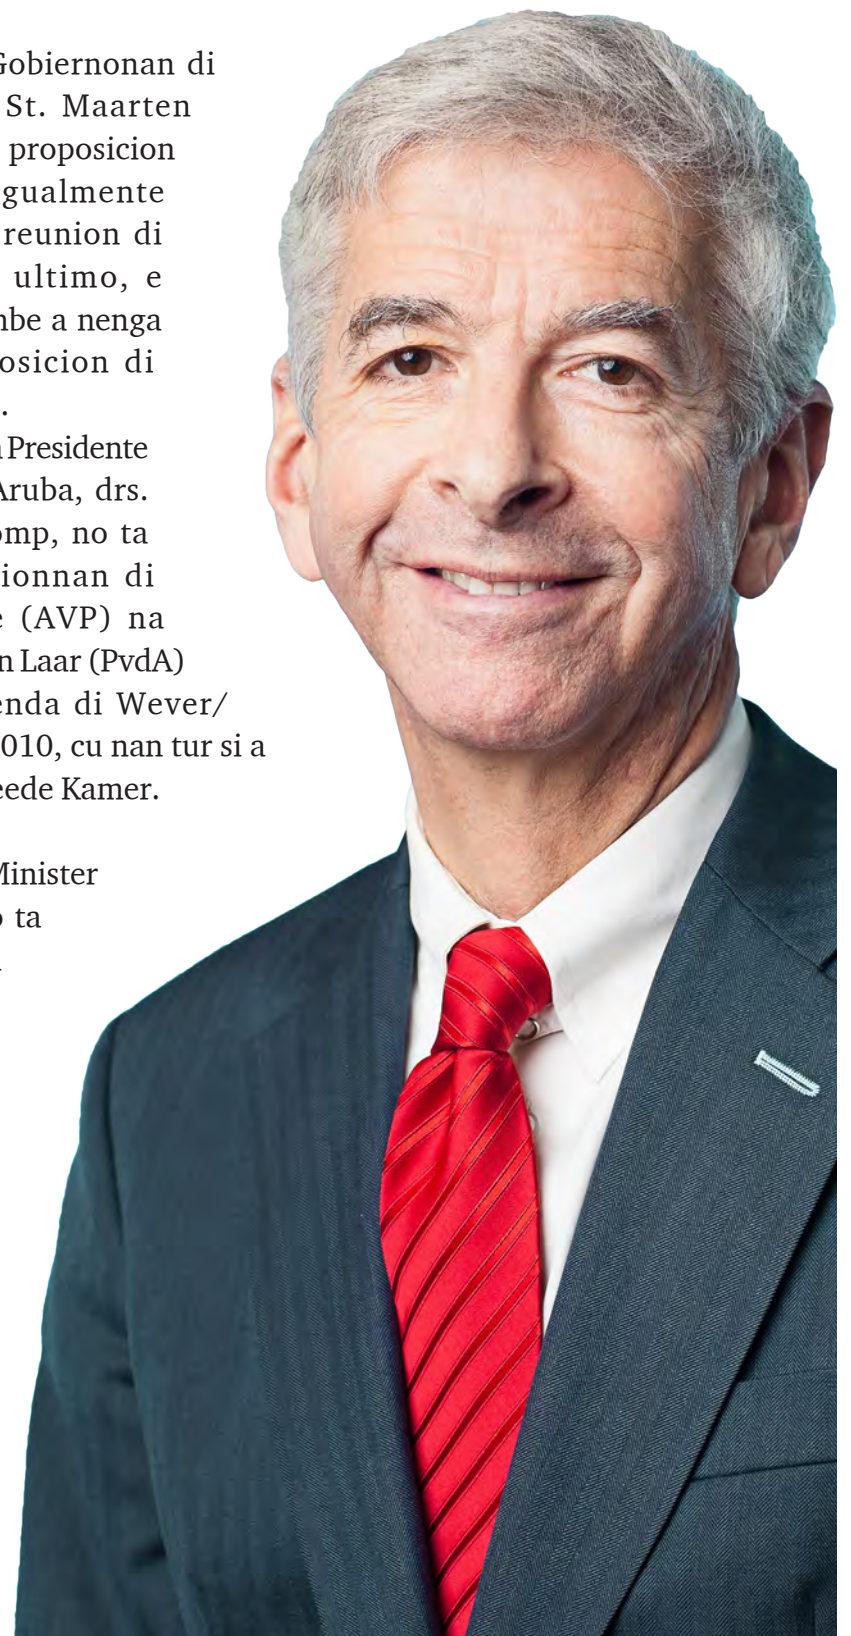 Gobiernonan di
St. Maarten
proposicion
gualmente
reunion di
ultimo, e
nbe a nenga
osicion di
.
Presidente
Aruba, drs.
omp, no ta
ionnan di
e (AVP) na
n Laar (PvdA)
enda di Wever/
010, cu nan tur si a
eede Kamer.
Minister
o ta